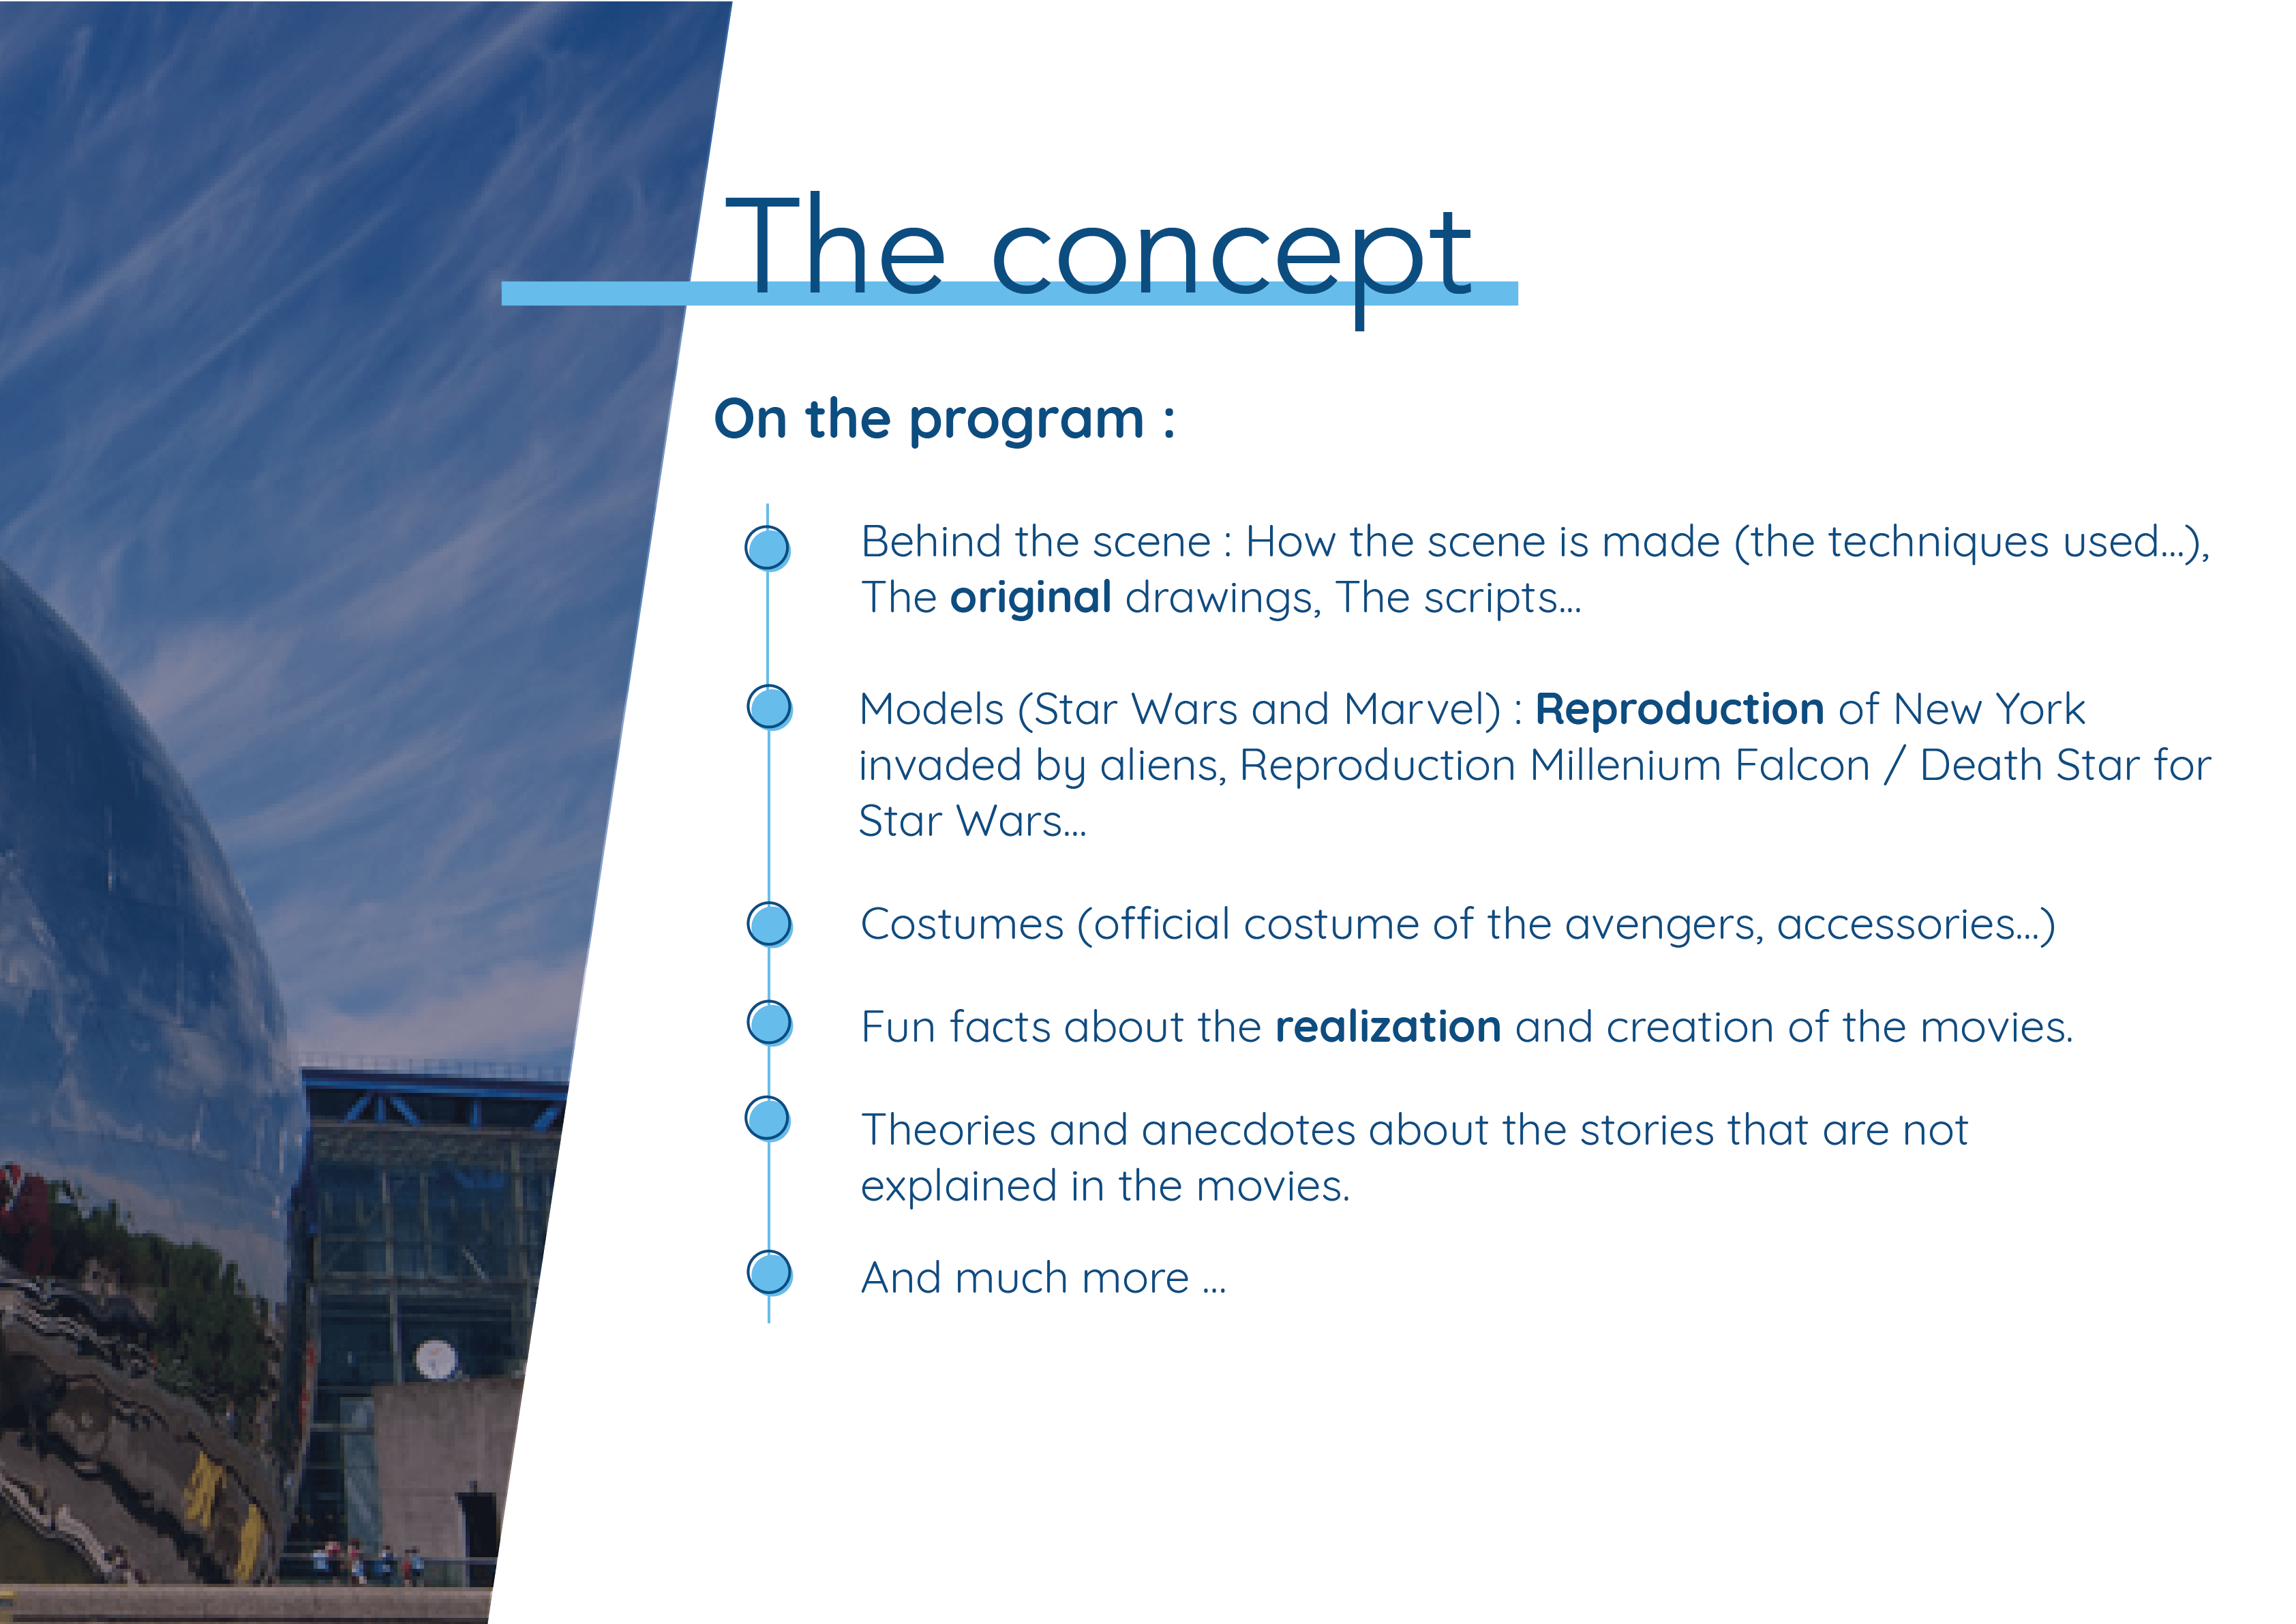 The concept
On the program :
Behind the scene : How the scene is made (the techniques used...),
The original drawings, The scripts...
Models (Star Wars and Marvel) : Reproduction of New York
invaded by aliens, Reproduction Millenium Falcon / Death Star for
Star Wars...
Costumes (official costume of the avengers, accessories...)
Fun facts about the realization and creation of the movies.
Theories and anecdotes about the stories that are not
explained in the movies.
And much more ...